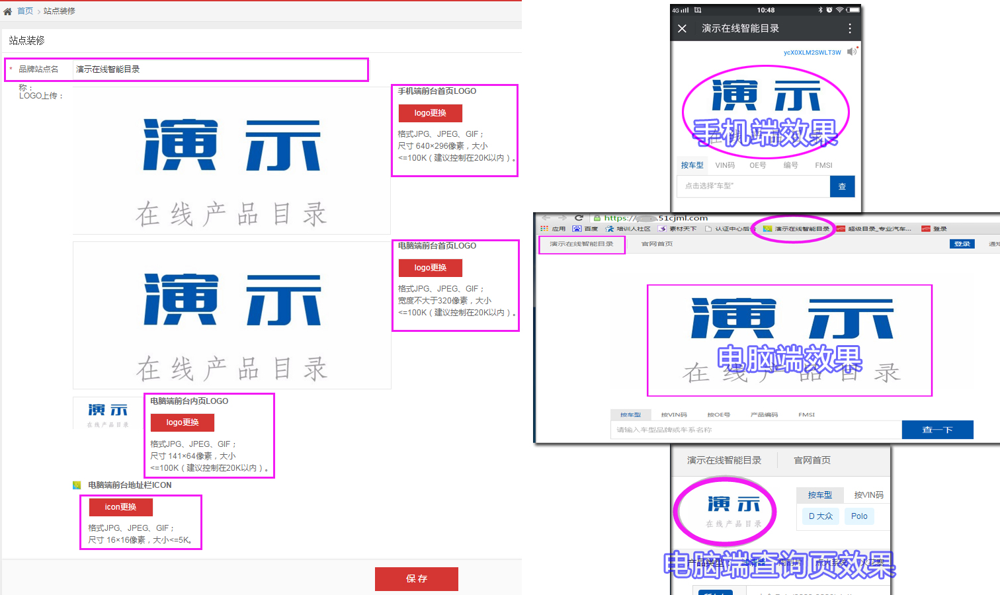 首页 > 站点装修
站点装修
* 品牌站点名称：
演示在线智能目录
LOGO上传：
演 示
在线产品目录
手机端前台首页LOGO
logo更换
格式JPG、JPEG、GIF；
尺寸 640×296像素，大小
<=100K（建议控制在20K以内）。
演 示
在线产品目录
电脑端前台首页LOGO
logo更换
格式JPG、JPEG、GIF；
宽度不大于320像素，大小
<=100K（建议控制在20K以内）。
演 示
在线产品目录
电脑端前台内页LOGO
logo更换
格式JPG、JPEG、GIF；
尺寸 141×64像素，大小
<=100K（建议控制在20K以内）。
电脑端前台地址栏ICON
icon更换
格式JPG、JPEG、GIF；
尺寸 16×16像素，大小<=5K。
保存
4G 10:48
演示在线智能目录
ycX0XLM2SWLT3W
演 示
手机端效果
按车型 VIN码 OE号 编号 FMSI
点击选择“车型”
查
.51cjml.com
应用 百度 培训人社区 素材天下 认证中心后台 演示在线智能目录 超级目录_专业汽车... 登录
演示在线智能目录 官网首页 登录 通知
演 示
在线产品目录
电脑端效果
按车型 按VIN码 按OE号 产品编码 FMSI
请输入车型品牌或车系名称
查一下
演示在线智能目录 官网首页
演 示
在线产品目录
按车型 按VIN码
D 大众 Polo
产品类型
电脑端查询页效果